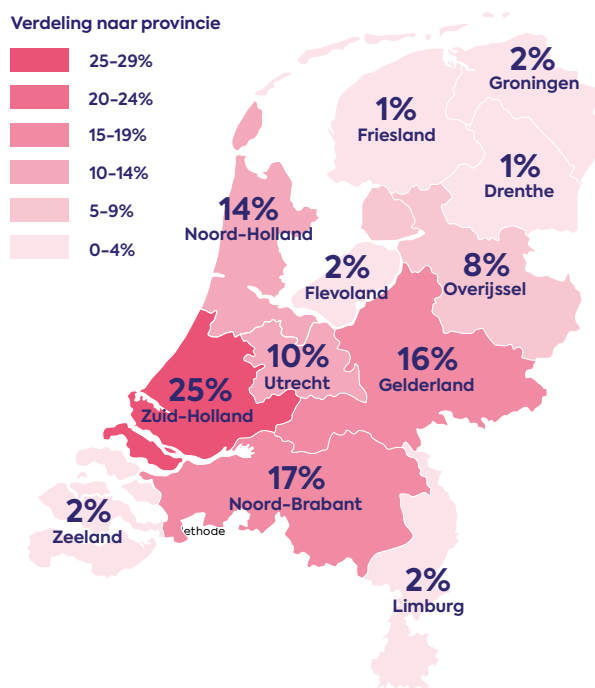 Verdeling naar provincie
25-29%
20-24%
15-19%
10-14%
5-9%
0-4%
2%
Groningen
1%
Friesland
1%
Drenthe
14%
Noord-Holland
2%
Flevoland
8%
Overijssel
10%
Utrecht
16%
Gelderland
25%
Zuid-Holland
17%
Noord-Brabant
2%
Zeeland
ethode
2%
Limburg